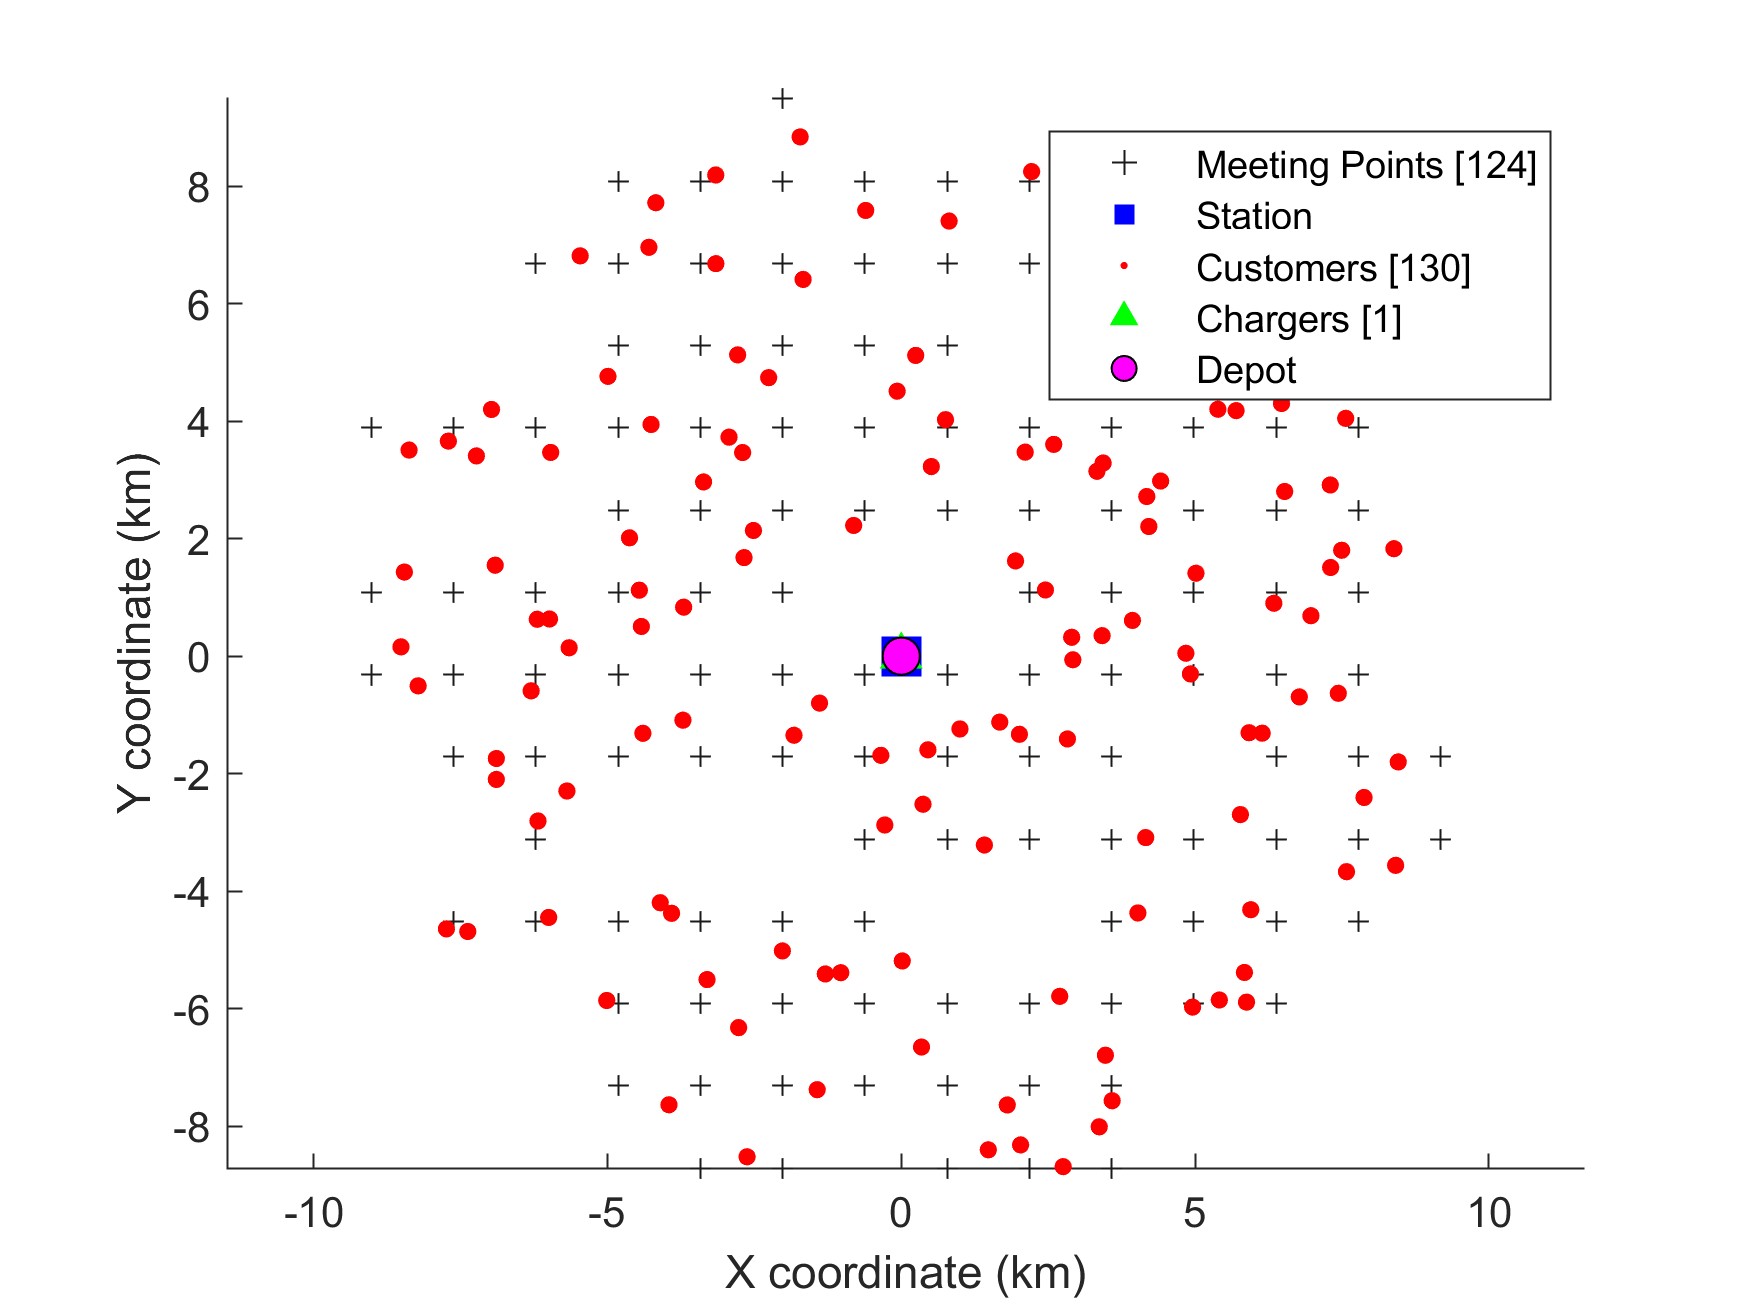 Meeting Points [124]
Station
Customers [130]
Chargers [1]
Depot
8
6
4
2
0
-2
-4
-6
-8
Y coordinate (km)
-10 -5 0 5 10
X coordinate (km)